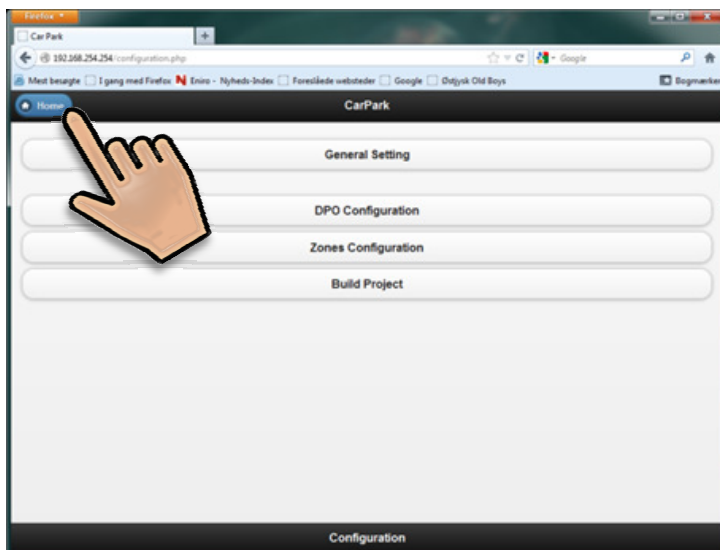 Firefox
Car Park
192.168.254.254/configuration.php
Google
Mest besøgte I gang med Firefox Eniro - Nyheds-Index Foreslåede websteder Google Østjysk Old Boys Bogmærker
Home
CarPark
General Setting
DPO Configuration
Zones Configuration
Build Project
Configuration